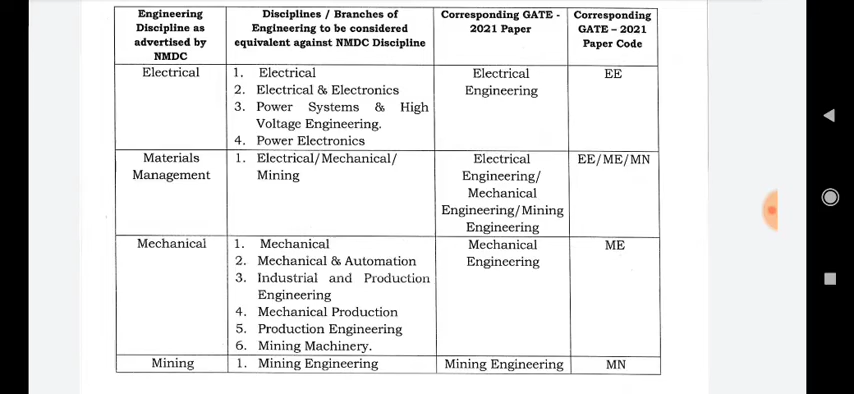 Engineering Discipline as advertised by NMDC | Disciplines / Branches of Engineering to be considered equivalent against NMDC Discipline | Corresponding GATE - 2021 Paper | Corresponding GATE – 2021 Paper Code
Electrical
1. Electrical
2. Electrical & Electronics
3. Power Systems & High
Voltage Engineering.
4. Power Electronics
Electrical
Engineering
EE
Materials
Management
1. Electrical/Mechanical/
Mining
Electrical
Engineering/
Mechanical
Engineering/Mining
Engineering
EE/ME/MN
Mechanical
1. Mechanical
2. Mechanical & Automation
3. Industrial and Production
Engineering
4. Mechanical Production
5. Production Engineering
6. Mining Machinery.
Mechanical
Engineering
ME
Mining
1. Mining Engineering
Mining Engineering
MN